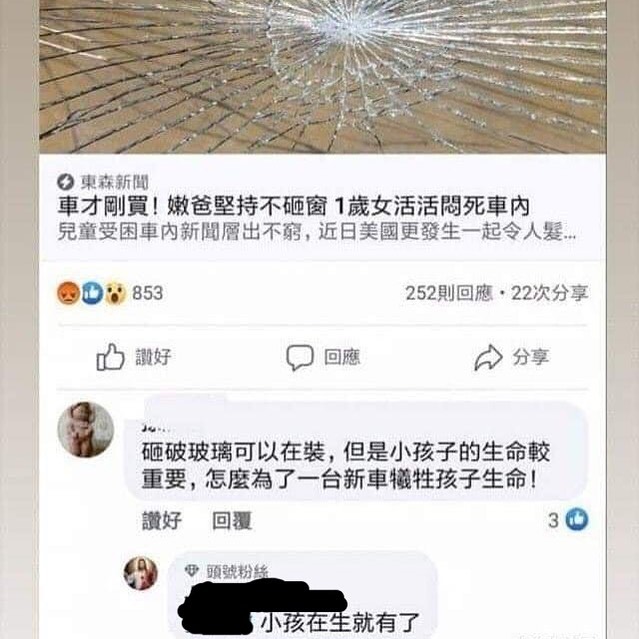 東森新聞
車才剛買！嫩爸堅持不砸窗 1歲女活活悶死車內
兒童受困車內新聞層出不窮，近日美國更發生一起令人髮...
853
252則回應・22次分享
讚好
回應
分享
砸破玻璃可以在裝，但是小孩子的生命較
重要，怎麼為了一台新車犧牲孩子生命！
讚好 回覆
3
頭號粉絲
小孩在生就有了